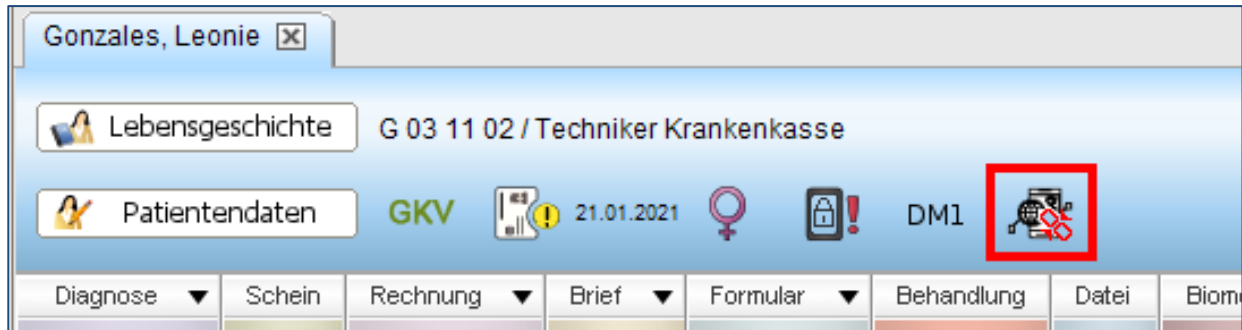 Gonzales, Leonie
Lebensgeschichte G 03 11 02 / Techniker Krankenkasse
Patientendaten GKV 21.01.2021 DM1
Diagnose Schein Rechnung Brief Formular Behandlung Datei